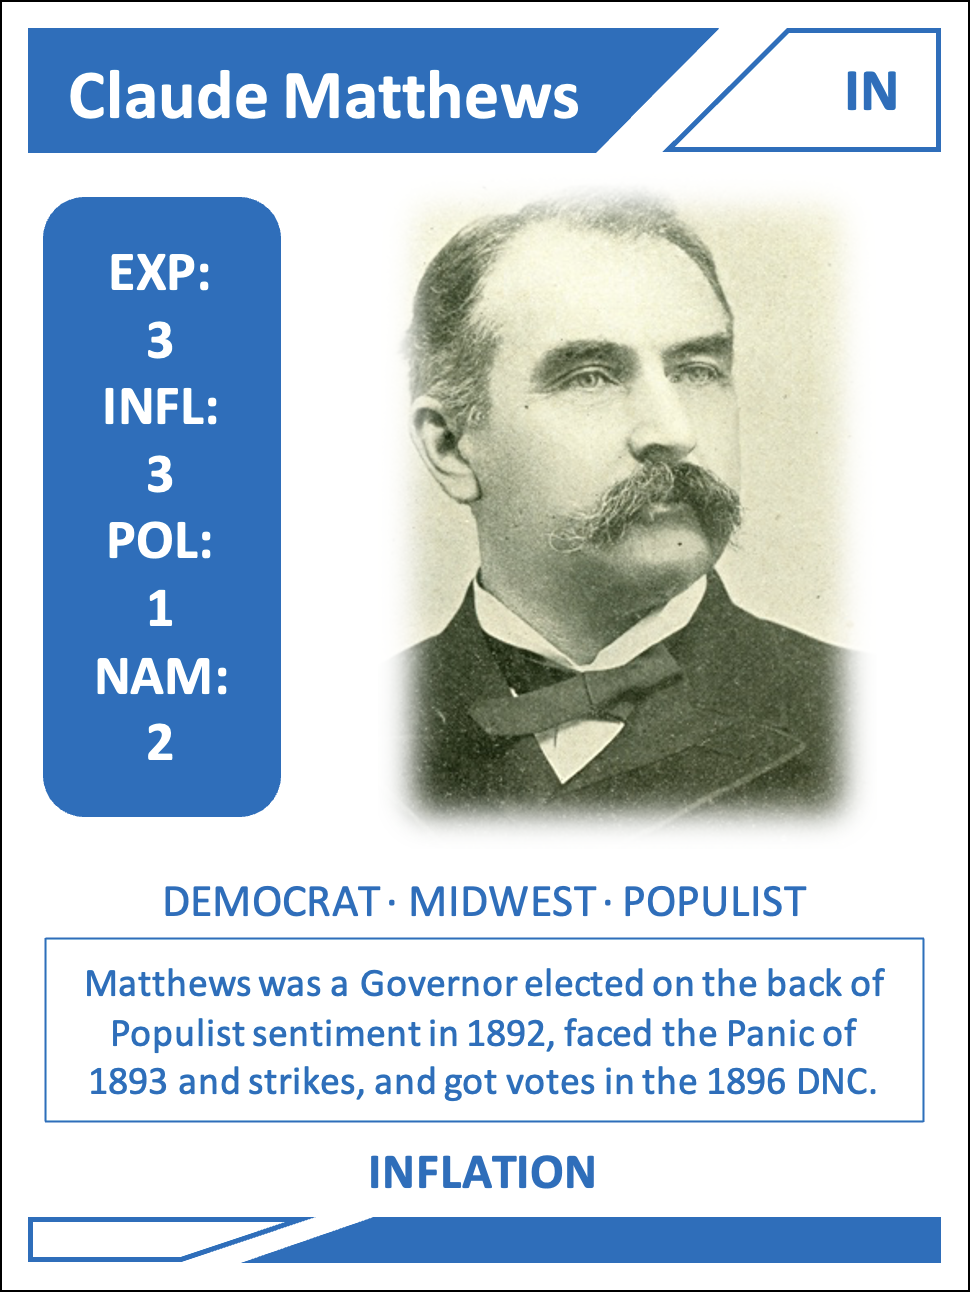 Claude Matthews
IN
EXP:
3
INFL:
3
POL:
1
NAM:
2
DEMOCRAT · MIDWEST · POPULIST
Matthews was a Governor elected on the back of
Populist sentiment in 1892, faced the Panic of
1893 and strikes, and got votes in the 1896 DNC.
INFLATION